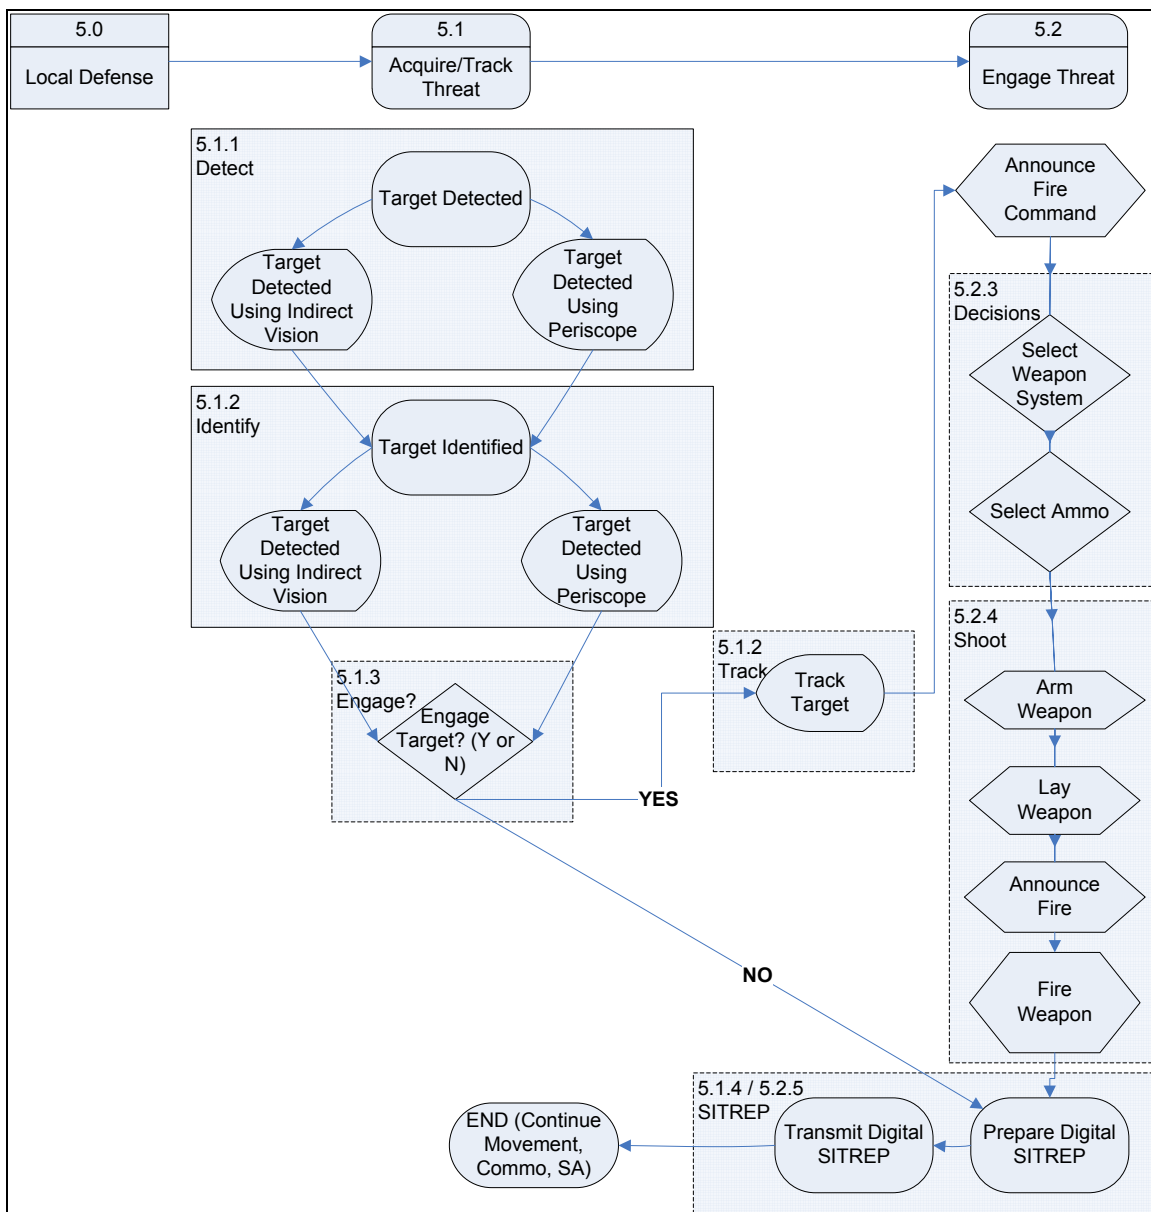 5.0
Local Defense
5.1
Acquire/Track
Threat
5.2
Engage Threat
5.1.1
Detect
Target Detected
Target
Detected
Using Indirect
Vision
Target
Detected
Using
Periscope
5.1.2
Identify
Target Identified
Target
Detected
Using Indirect
Vision
Target
Detected
Using
Periscope
5.1.3
Engage?
Engage
Target? (Y or
N)
YES
NO
5.1.2
Track
Track
Target
Announce
Fire
Command
5.2.3
Decisions
Select
Weapon
System
Select Ammo
5.2.4
Shoot
Arm
Weapon
Lay
Weapon
Announce
Fire
Fire
Weapon
5.1.4 / 5.2.5
SITREP
Prepare Digital
SITREP
Transmit Digital
SITREP
END (Continue
Movement,
Commo, SA)